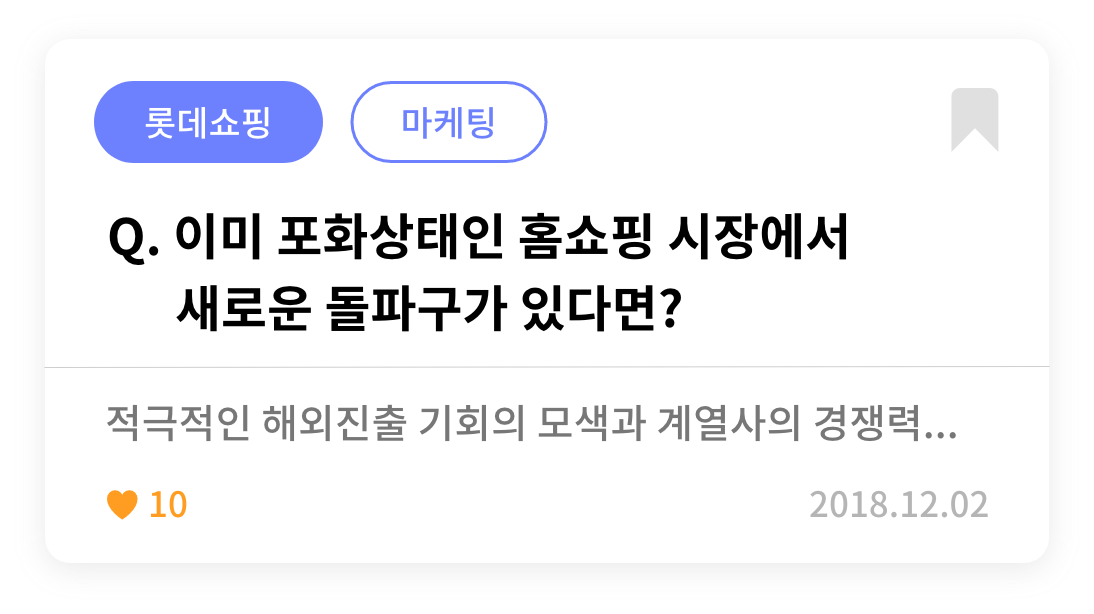 롯데쇼핑 마케팅
Q. 이미 포화상태인 홈쇼핑 시장에서
새로운 돌파구가 있다면?
적극적인 해외진출 기회의 모색과 계열사의 경쟁력...
10 2018.12.02